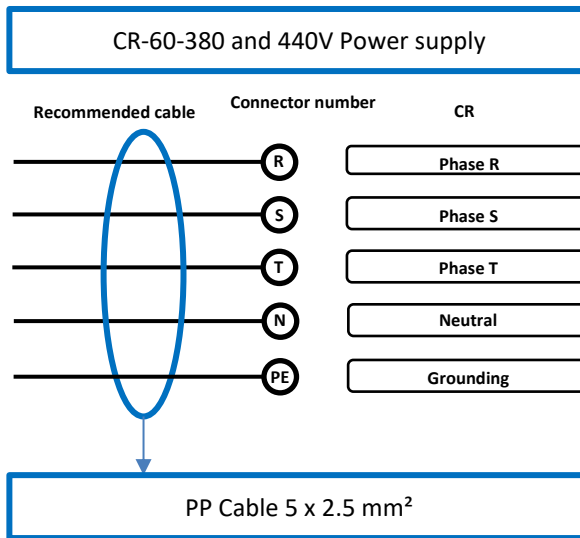 CR-60-380 and 440V Power supply
Recommended cable
Connector number
CR
R
Phase R
S
Phase S
T
Phase T
N
Neutral
PE
Grounding
PP Cable 5 x 2.5 mm²